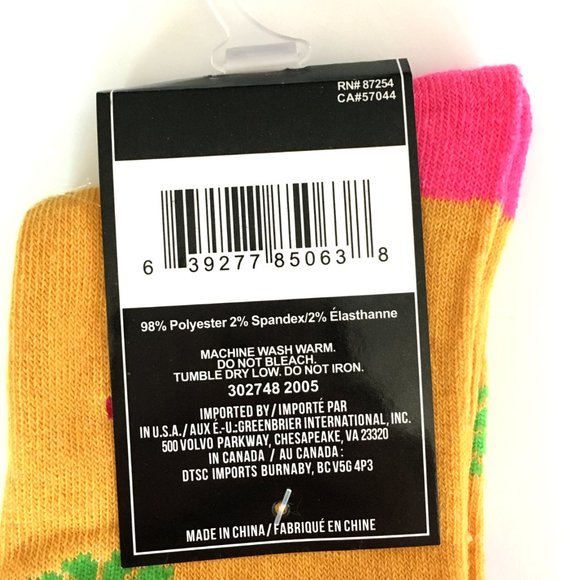 RN# 87254
CA#57044
6 39277 85063 8
98% Polyester 2% Spandex/2% Élasthanne
MACHINE WASH WARM.
DO NOT BLEACH.
TUMBLE DRY LOW. DO NOT IRON.
302748 2005
IMPORTED BY/IMPORTÉ PAR
IN U.S.A./AUX É.-U.:GREENBRIER INTERNATIONAL, INC.
500 VOLVO PARKWAY, CHESAPEAKE, VA 23320
IN CANADA / AU CANADA:
DTSC IMPORTS BURNABY, BC V5G 4P3
MADE IN CHINA/FABRIQUÉ EN CHINE